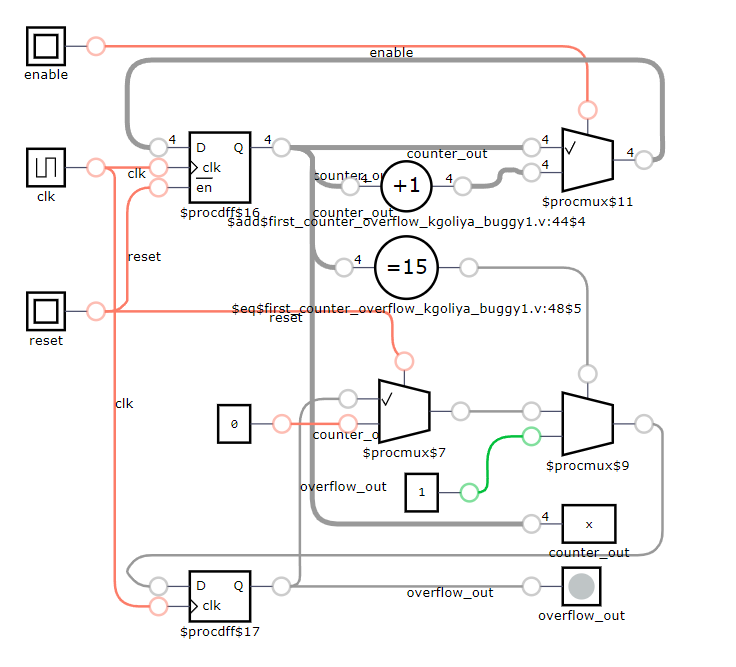 enable
enable
4
D
Q
4
clk
en
$procdff$16
clk
clk
counter_out
4
4
4
$procmux$11
counter_ou
4
+1
4
counter_out
$add$first_counter_overflow_kgoliya_buggy1.v:44$4
reset
4
=15
$eq$first_counter_overflow_kgoliya_buggy1.v:48$5
reset
reset
clk
0
counter_o
$procmux$7
$procmux$9
overflow_out
1
4
x
counter_out
D
Q
clk
$procdff$17
overflow_out
overflow_out